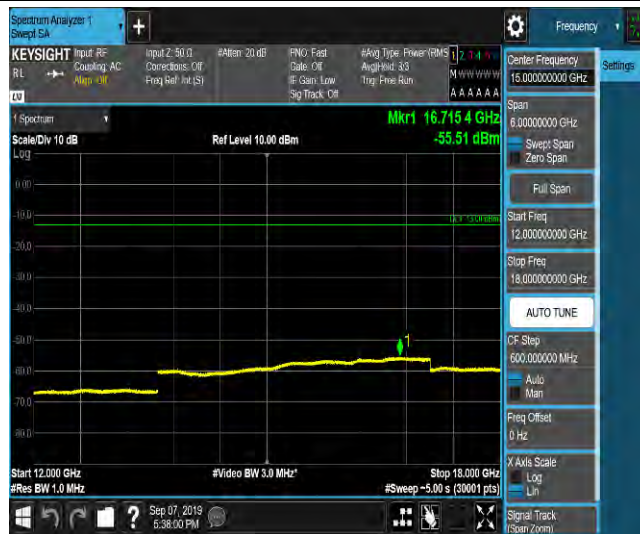 Spectrum Analyzer 1
Swept SA
Frequency
KEYSIGHT
RL
Input: RF
Coupling: AC
Align: Off
Input Z: 50 Ω
Corrections: Off
Freq Ref: Int (S)
#Atten: 20 dB
PNO: Fast
Gate: Off
IF Gain: Low
Sig Track: Off
#Avg Type: Power (RMS
Avg|Hold: 3/3
Trig: Free Run
M W W W W W
A A A A A A
LV
1 Spectrum
Scale/Div 10 dB
Log
Ref Level 10.00 dBm
Mkr1 16.715 4 GHz
-55.51 dBm
0.00
-10.0
-20.0
-30.0
-40.0
-50.0
-60.0
-70.0
-80.0
1
Start 12.000 GHz
#Res BW 1.0 MHz
#Video BW 3.0 MHz*
Stop 18.000 GHz
#Sweep ~5.00 s (30001 pts)
Center Frequency
15.000000000 GHz
Settings
Span
6.00000000 GHz
Swept Span
Zero Span
Full Span
Start Freq
12.000000000 GHz
Stop Freq
18.000000000 GHz
AUTO TUNE
CF Step
600.000000 MHz
Auto
Man
Freq Offset
0 Hz
X Axis Scale
Log
Lin
Signal Track
(Span Zoom)
?
Sep 07, 2019
5:38:00 PM